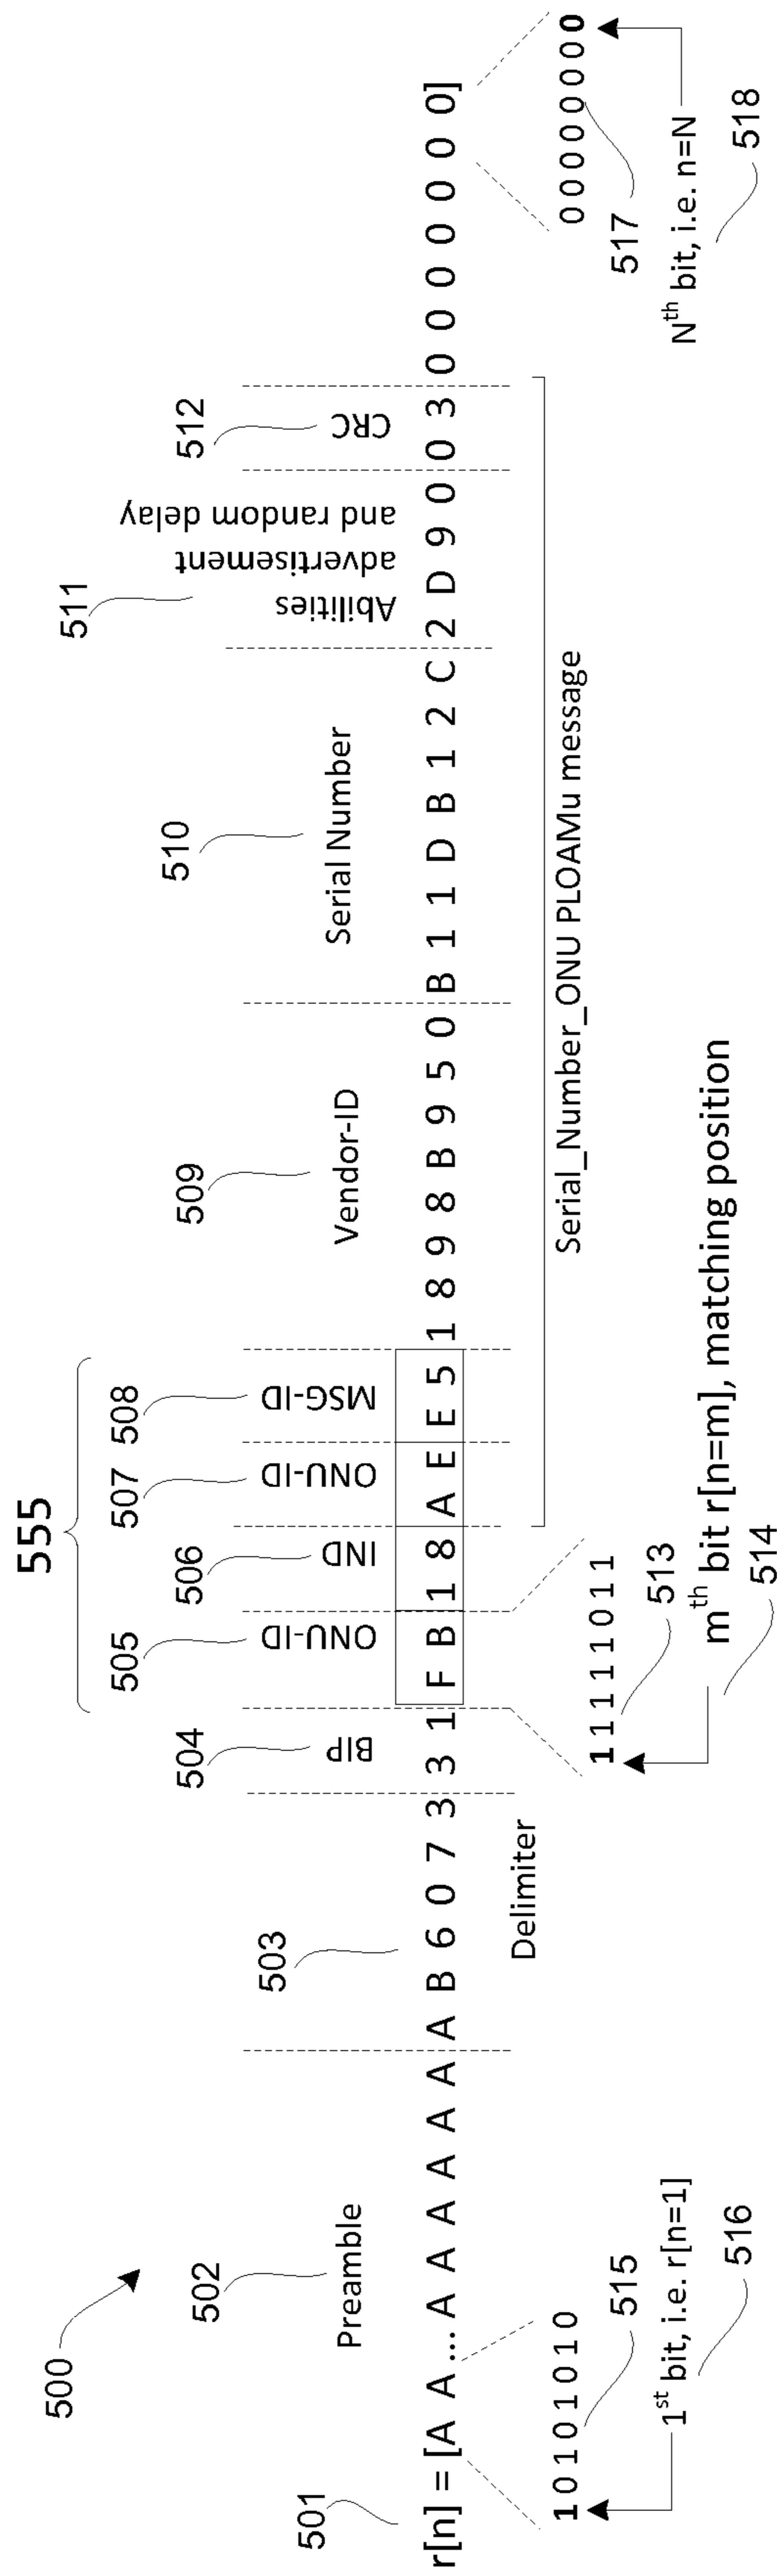 500
555
501
502
503
504
505
506
507
508
509
510
511
512
Preamble
BIP
ONU-ID
IND
ONU-ID
MSG-ID
Vendor-ID
Serial Number
Abilities
advertisement
and random delay
CRC
r[n] = [A A ... A A A A A A A B 6 0 7 3 3 1 F B 1 8 A E E 5 1 8 9 8 B 9 5 0 B 1 1 D B 1 2 C 2 D 9 0 0 3 0 0 0 0 0 0 0]
Delimiter
Serial_Number_ONU PLOAMu message
1 0 1 0 1 0 1 0
515
1st bit, i.e. r[n=1]
516
1 1 1 1 1 0 1 1
513
mth bit r[n=m], matching position
514
0 0 0 0 0 0 0 0
517
Nth bit, i.e. n=N
518